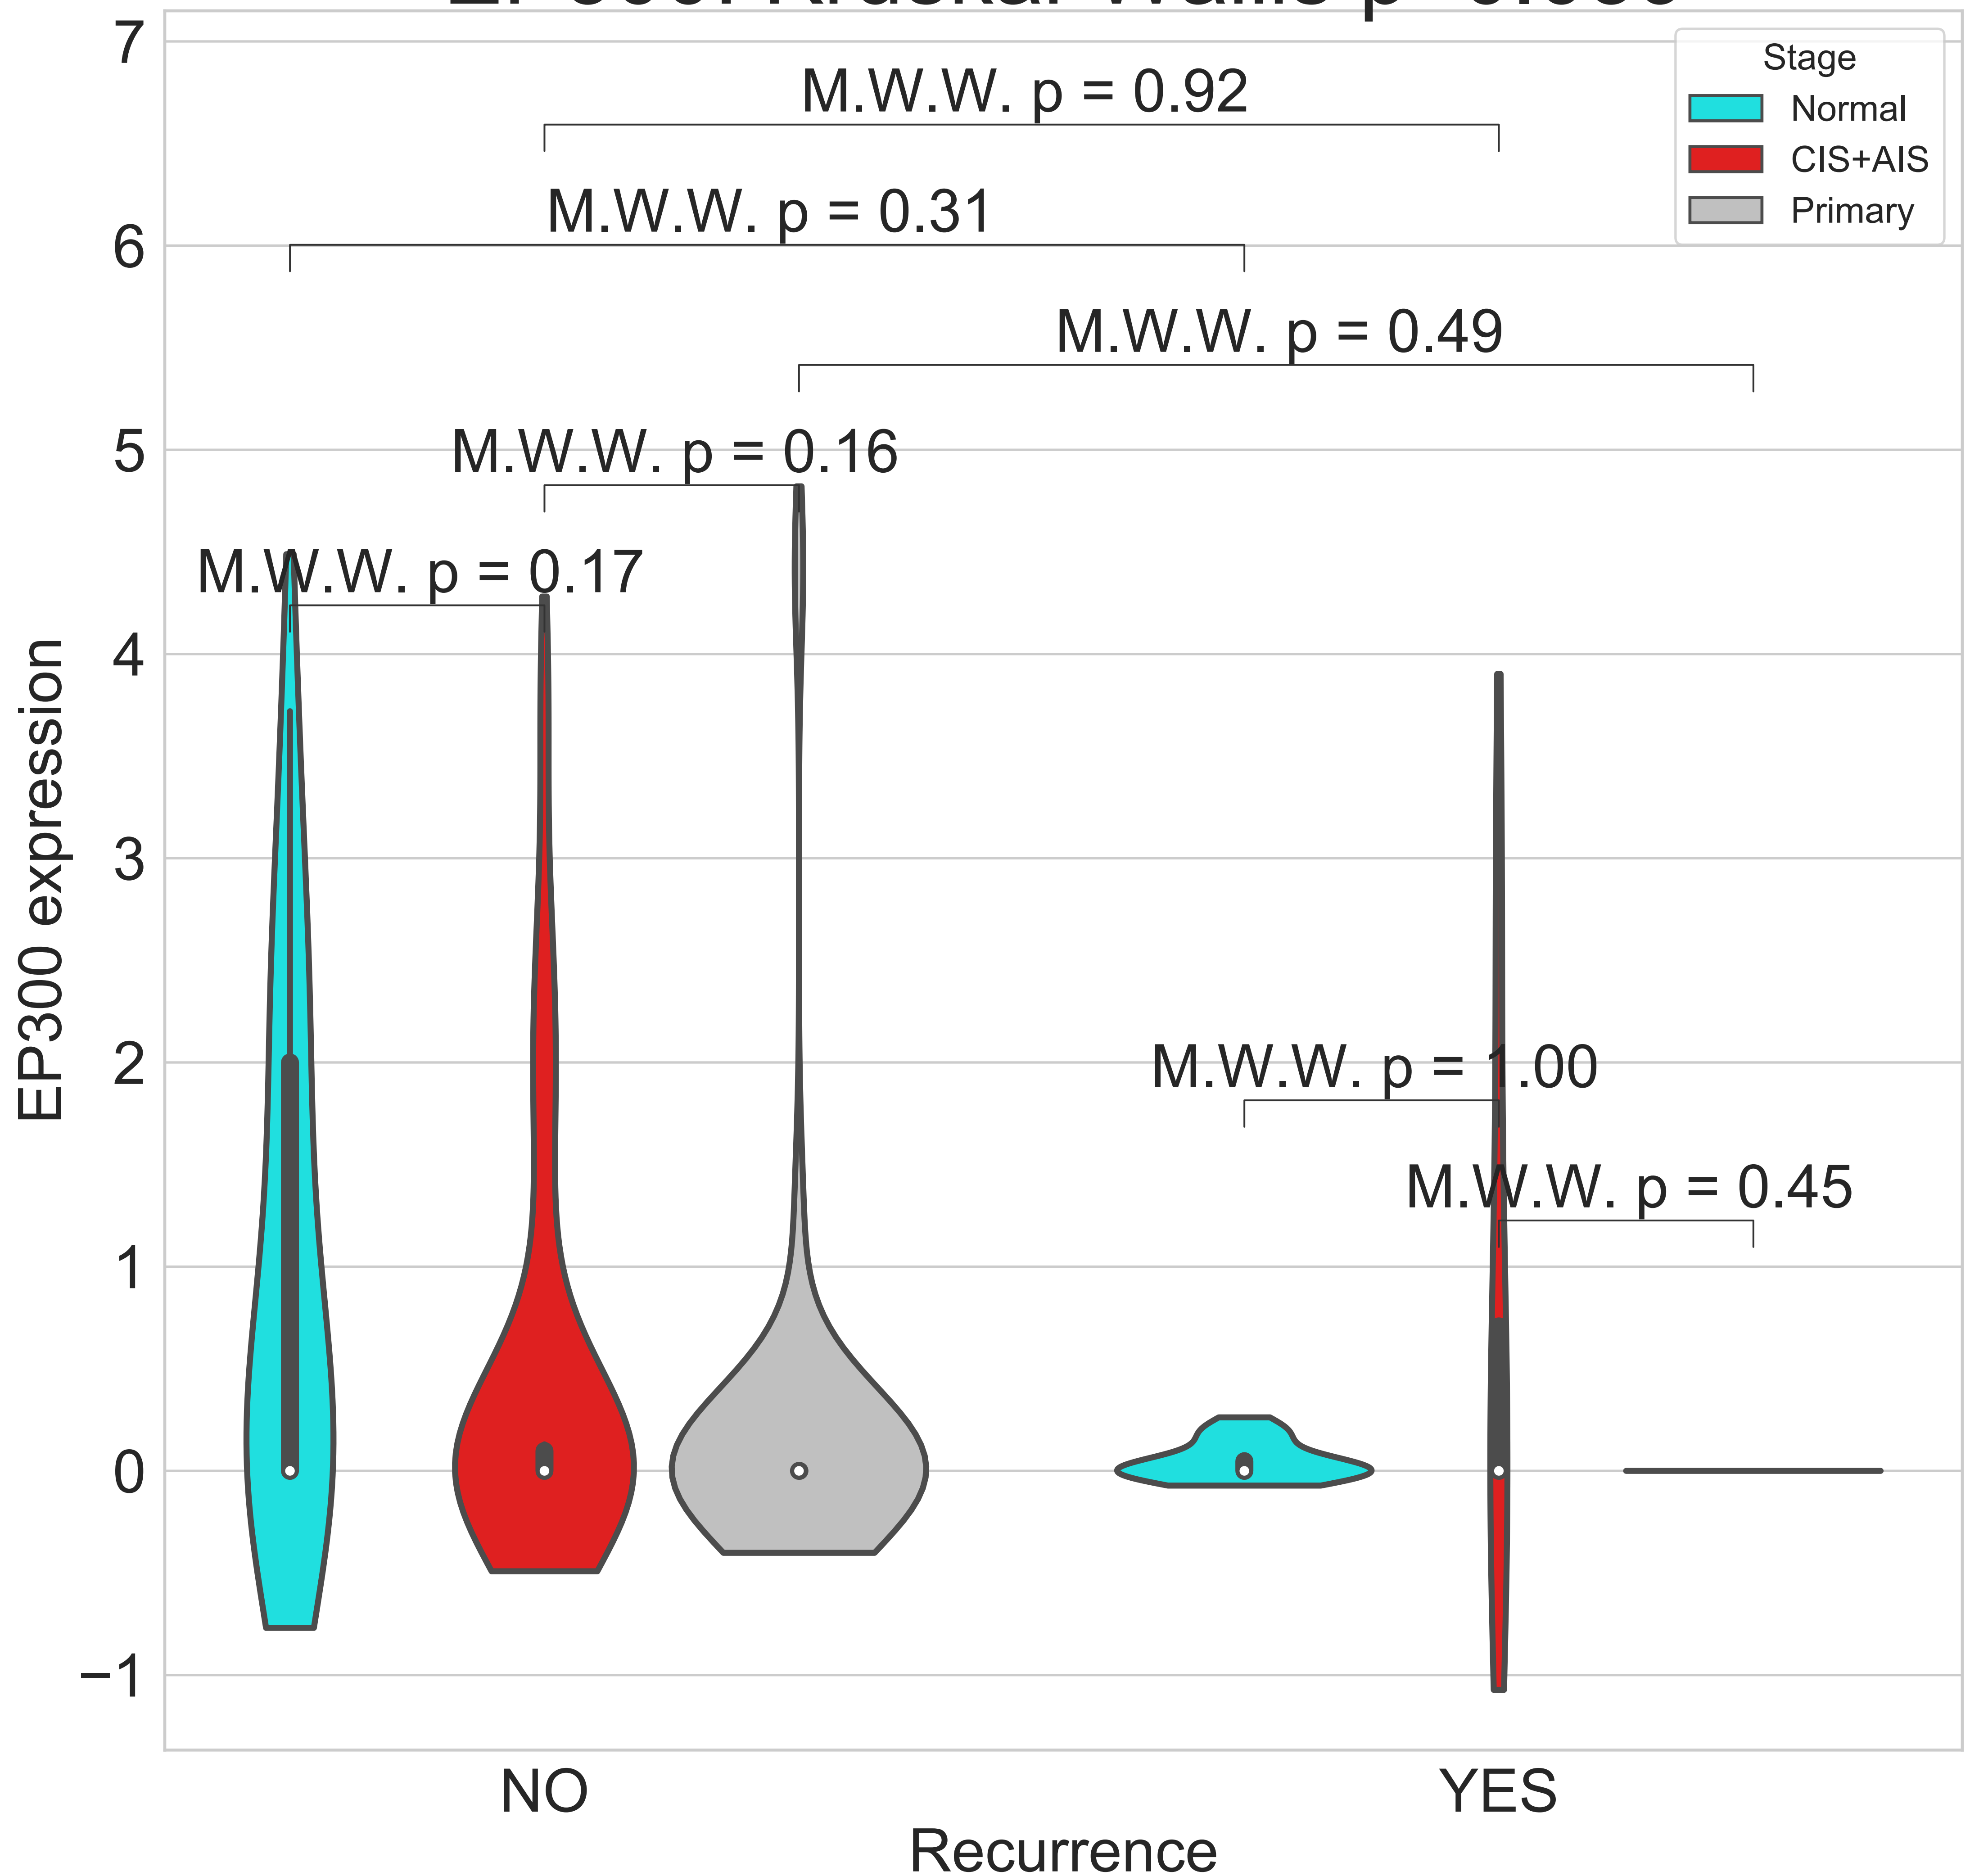 7
Stage
Normal
CIS+AIS
Primary
M.W.W. p = 0.92
M.W.W. p = 0.31
6
M.W.W. p = 0.49
M.W.W. p = 0.16
5
M.W.W. p = 0.17
4
3
M.W.W. p = 1.00
2
M.W.W. p = 0.45
1
0
−1
EP300 expression
NO
YES
Recurrence